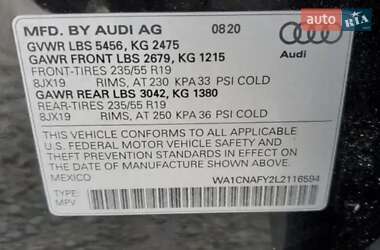 MFD. BY AUDI AG 08.20
GVWR LBS 5456, KG 2475
GAWR FRONT LBS 2679, KG 1215
FRONT-TIRES 235/55 R19
8JX19 RIMS, AT 230 KPA 33 PSI COLD
GAWR REAR LBS 3042, KG 1380
REAR-TIRES 235/55 R19
8JX19 RIMS, AT 250 KPA 36 PSI COLD
Audi
THIS VEHICLE CONFORMS TO ALL APPLICABLE
U.S. FEDERAL MOTOR VEHICLE SAFETY AND
THEFT PREVENTION STANDARDS IN EFFECT ON THE
DATE OF MANUFACTURE SHOWN ABOVE.
MEXICO WA1CNAFY2L2116594
TYPE:
MPV
RIA.com